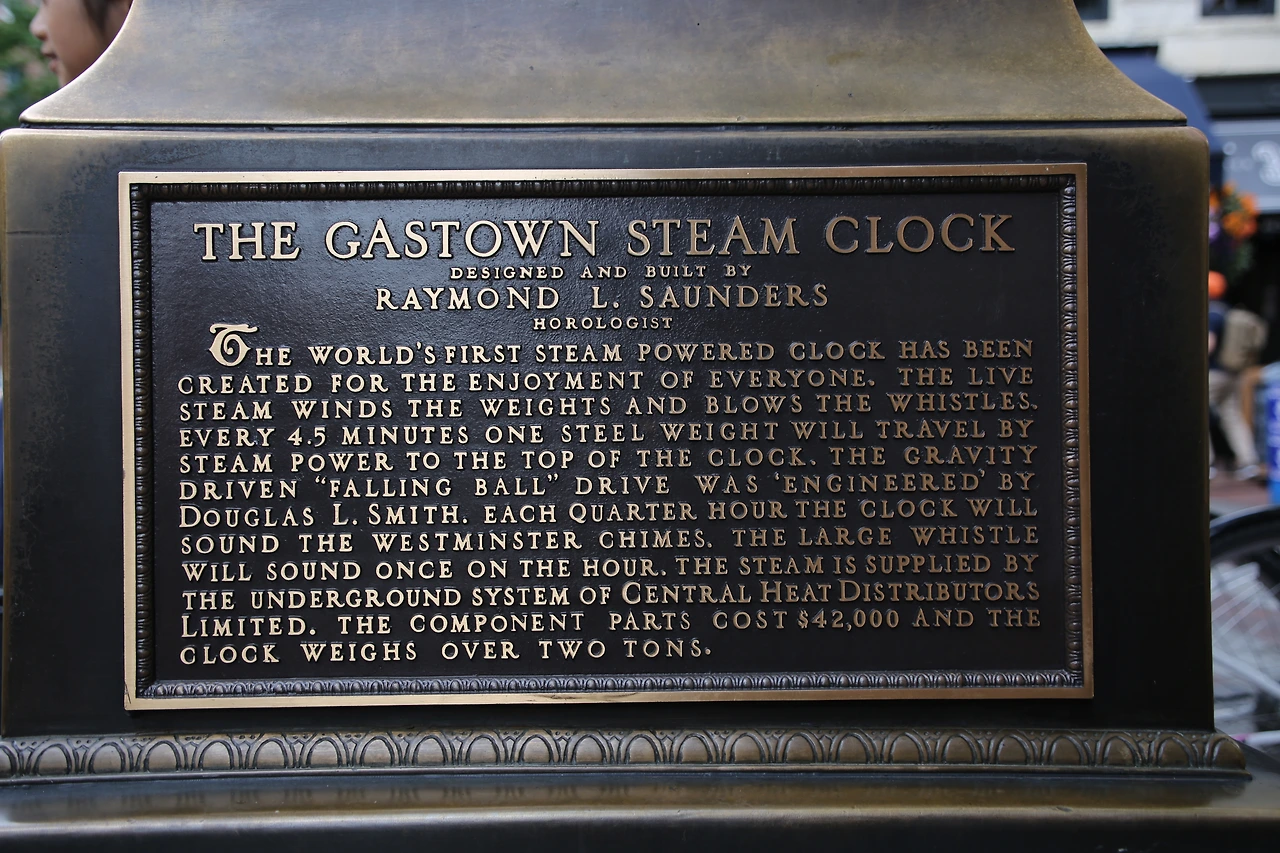 THE GASTOWN STEAM CLOCK
DESIGNED AND BUILT BY
RAYMOND L. SAUNDERS
HOROLOGIST
THE WORLD'S FIRST STEAM POWERED CLOCK HAS BEEN
CREATED FOR THE ENJOYMENT OF EVERYONE. THE LIVE
STEAM WINDS THE WEIGHTS AND BLOWS THE WHISTLES.
EVERY 4.5 MINUTES ONE STEEL WEIGHT WILL TRAVEL BY
STEAM POWER TO THE TOP OF THE CLOCK. THE GRAVITY
DRIVEN "FALLING BALL" DRIVE WAS 'ENGINEERED' BY
DOUGLAS L. SMITH. EACH QUARTER HOUR THE CLOCK WILL
SOUND THE WESTMINSTER CHIMES. THE LARGE WHISTLE
WILL SOUND ONCE ON THE HOUR. THE STEAM IS SUPPLIED BY
THE UNDERGROUND SYSTEM OF CENTRAL HEAT DISTRIBUTORS
LIMITED. THE COMPONENT PARTS COST $42,000 AND THE
CLOCK WEIGHS OVER TWO TONS.